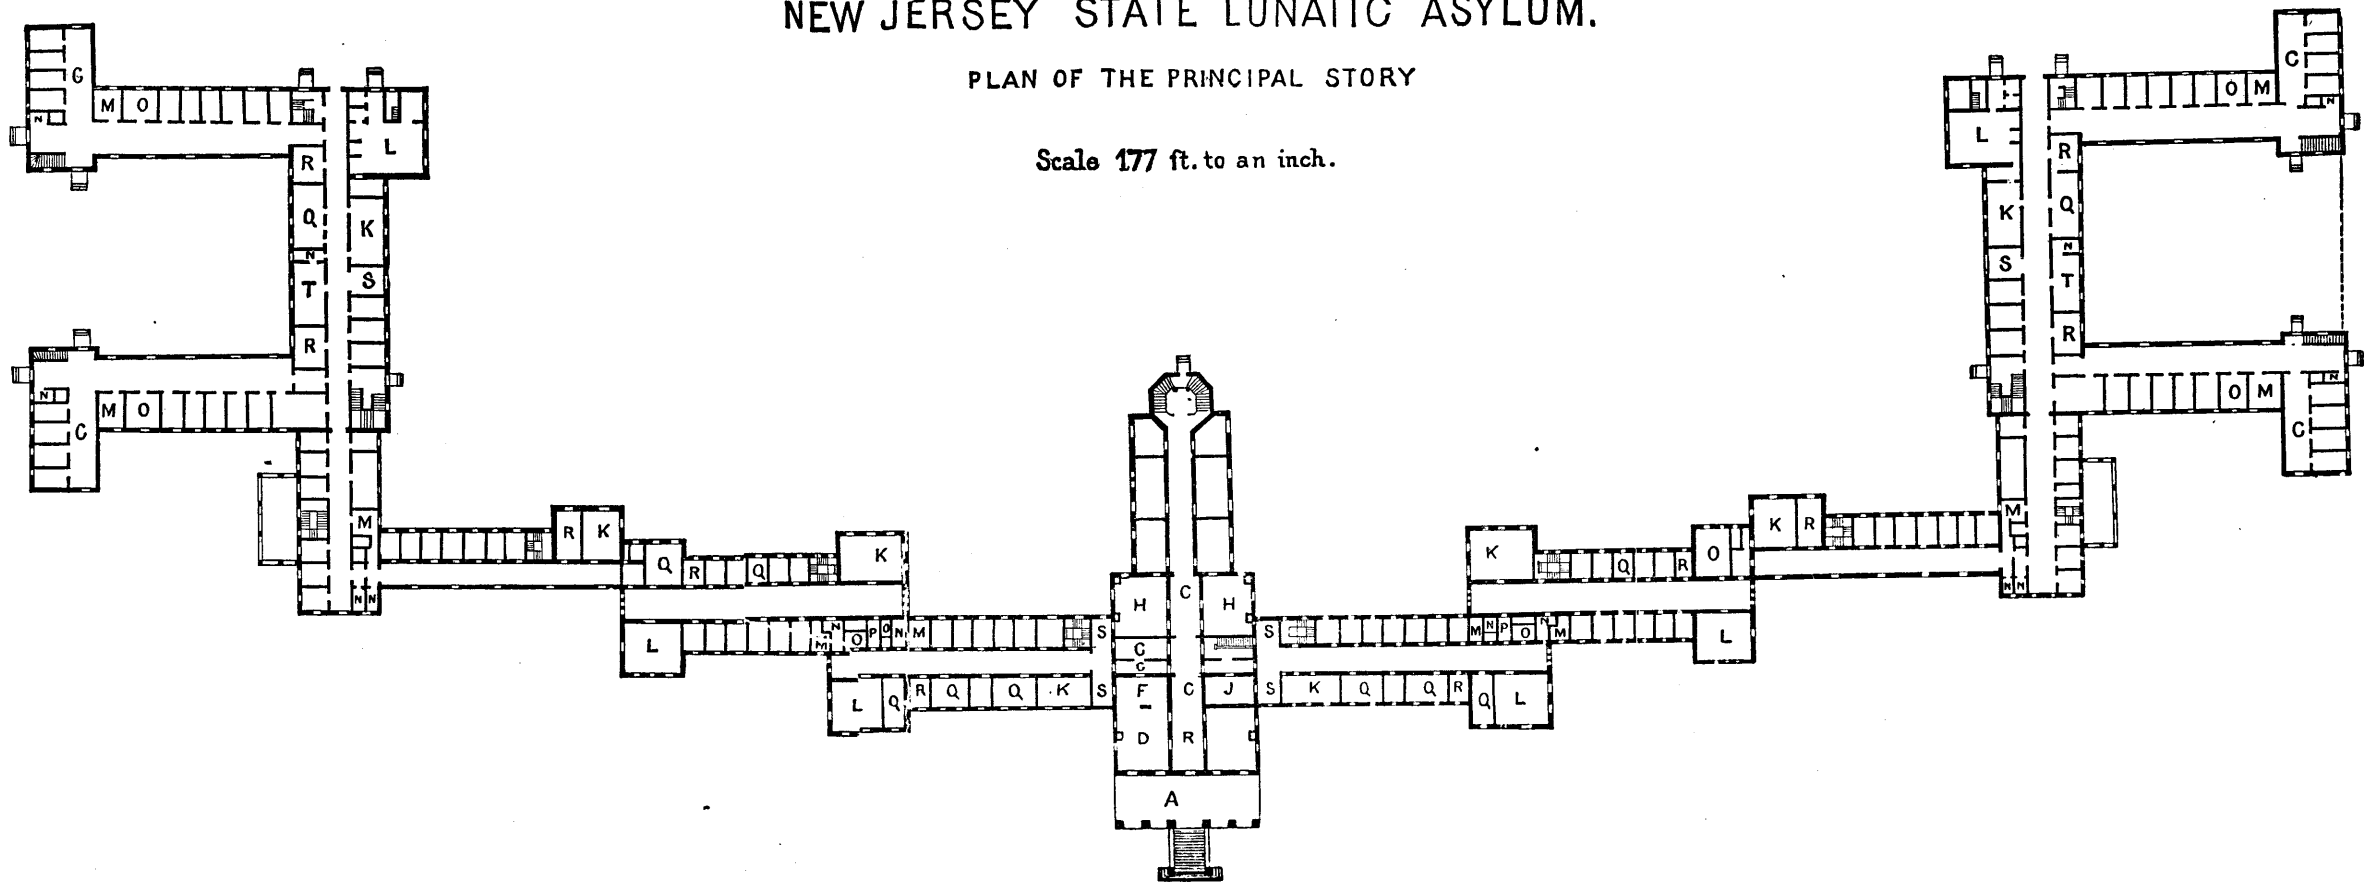 NEW JERSEY STATE LUNATIC ASYLUM.
PLAN OF THE PRINCIPAL STORY
Scale 177 ft. to an inch.
G
M O
N
R
L
Q
K
N
T
S
R
N
M O
C
M
N N
R K
Q R Q K
L
M N O P O N M
S
L Q R Q Q K S
H C H
C
C
F C J
D R
A
S
M N P O N M
L
S K Q Q R Q L
K Q R O K R
M
N N
C
O M
N
L
R
K
Q
N
S
T
R
N
O M
C